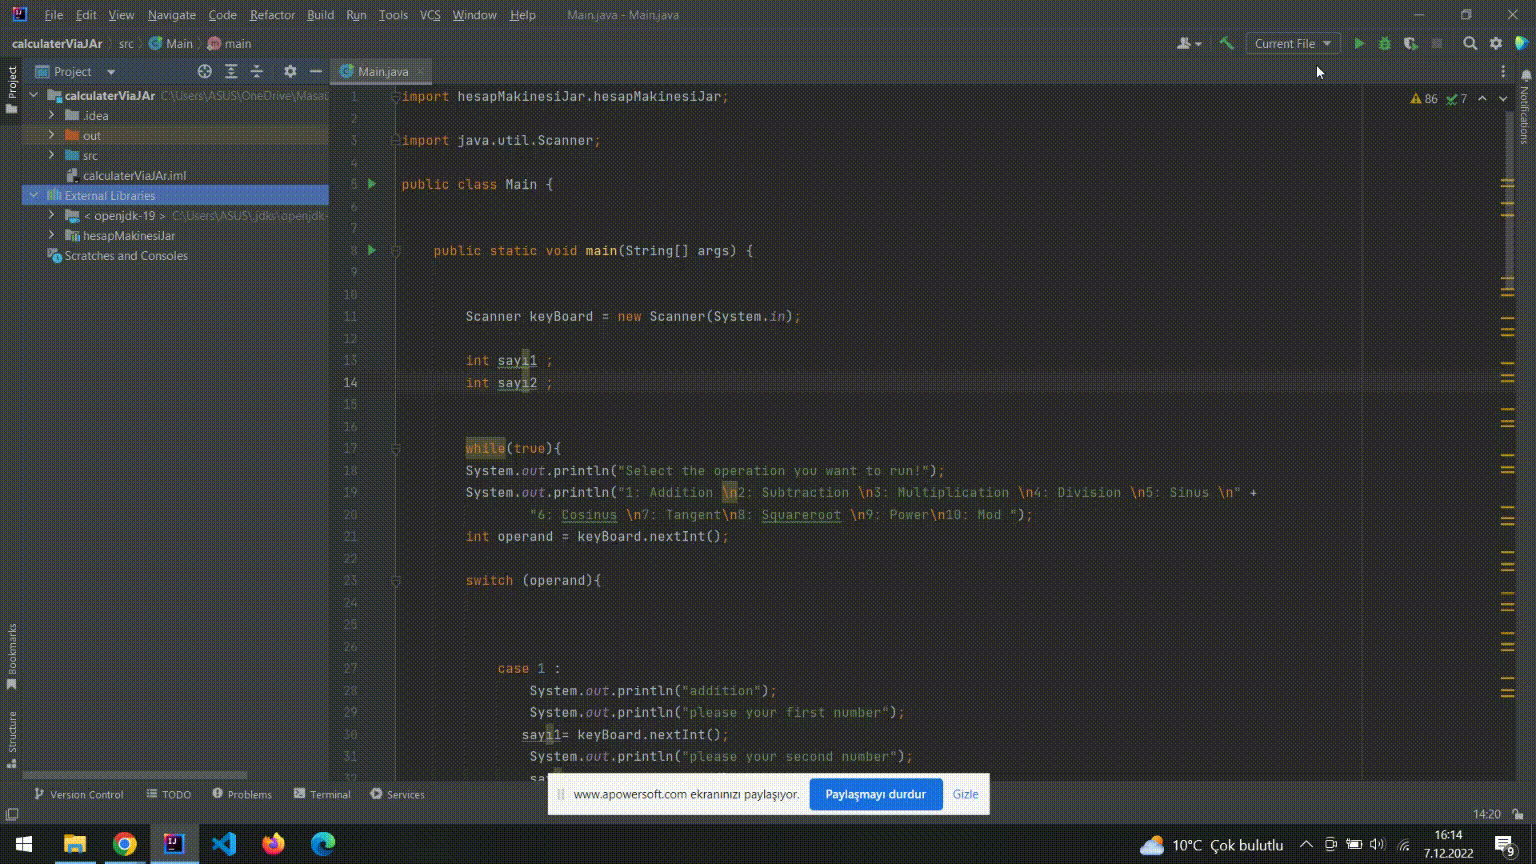 File Edit View Navigate Code Refactor Build Run Tools VCS Window Help Main.java - Main.java
calculaterViaJAr src Main main
Current File
Project
Main.java
Project
calculaterViaJAr C:\Users\ASUS\OneDrive\Masa
.idea
out
src
calculaterViaJAr.iml
External Libraries
< openjdk-19 > C:\Users\ASUS\.jdks\openjdk-
hesapMakinesiJar
Scratches and Consoles
86 7
Notifications
1 import hesapMakinesiJar.hesapMakinesiJar;
2
3 import java.util.Scanner;
4
5 public class Main {
6
7
8 public static void main(String[] args) {
9
10
11 Scanner keyBoard = new Scanner(System.in);
12
13 int sayı1 ;
14 int sayı2 ;
15
16
17 while(true){
18 System.out.println("Select the operation you want to run!");
19 System.out.println("1: Addition \n2: Subtraction \n3: Multiplication \n4: Division \n5: Sinus \n" +
20 "6: Cosinus \n7: Tangent\n8: Squareroot \n9: Power\n10: Mod ");
21 int operand = keyBoard.nextInt();
22
23 switch (operand){
24
25
26
27 case 1 :
28 System.out.println("addition");
29 System.out.println("please your first number");
30 sayı1= keyBoard.nextInt();
31 System.out.println("please your second number");
32
Bookmarks
Structure
www.apowersoft.com ekranınızı paylaşıyor. Paylaşmayı durdur Gizle
Version Control TODO Problems Terminal Services
14:20
10°C Çok bulutlu
16:14
7.12.2022
9